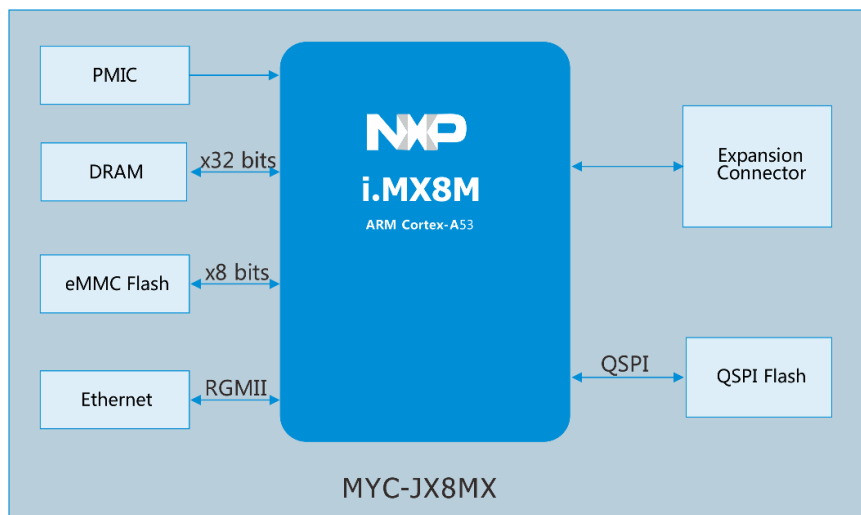 PMIC
DRAM
x32 bits
eMMC Flash
x8 bits
Ethernet
RGMII
NXP
i.MX8M
ARM Cortex-A53
Expansion
Connector
QSPI
QSPI Flash
MYC-JX8MX